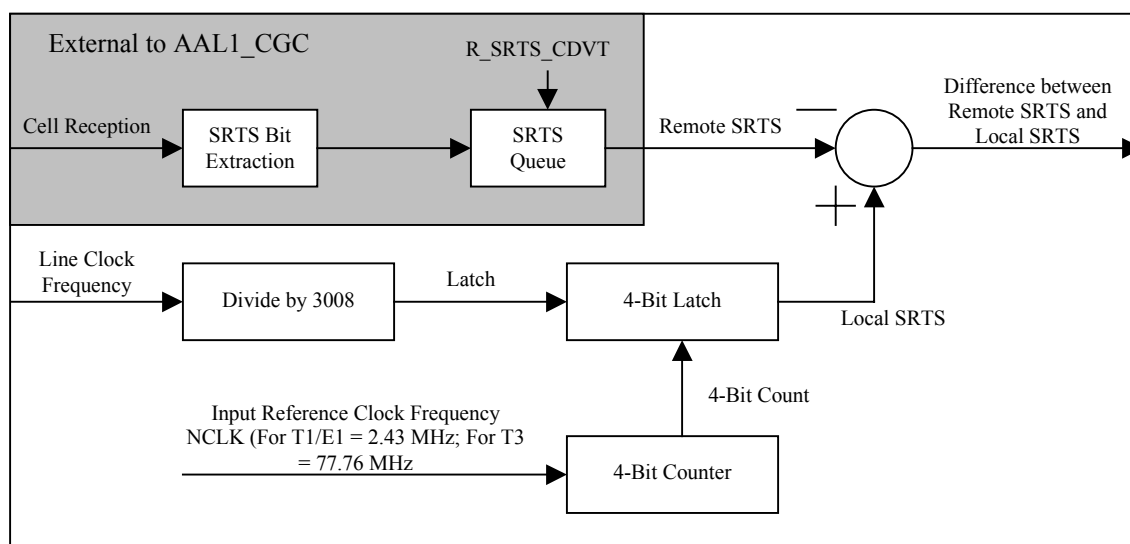 External to AAL1_CGC
R_SRTS_CDVT
Cell Reception
SRTS Bit
Extraction
SRTS
Queue
Remote SRTS
Difference between
Remote SRTS and
Local SRTS
Line Clock
Frequency
Divide by 3008
Latch
4-Bit Latch
Local SRTS
4-Bit Count
Input Reference Clock Frequency
NCLK (For T1/E1 = 2.43 MHz; For T3
= 77.76 MHz
4-Bit Counter